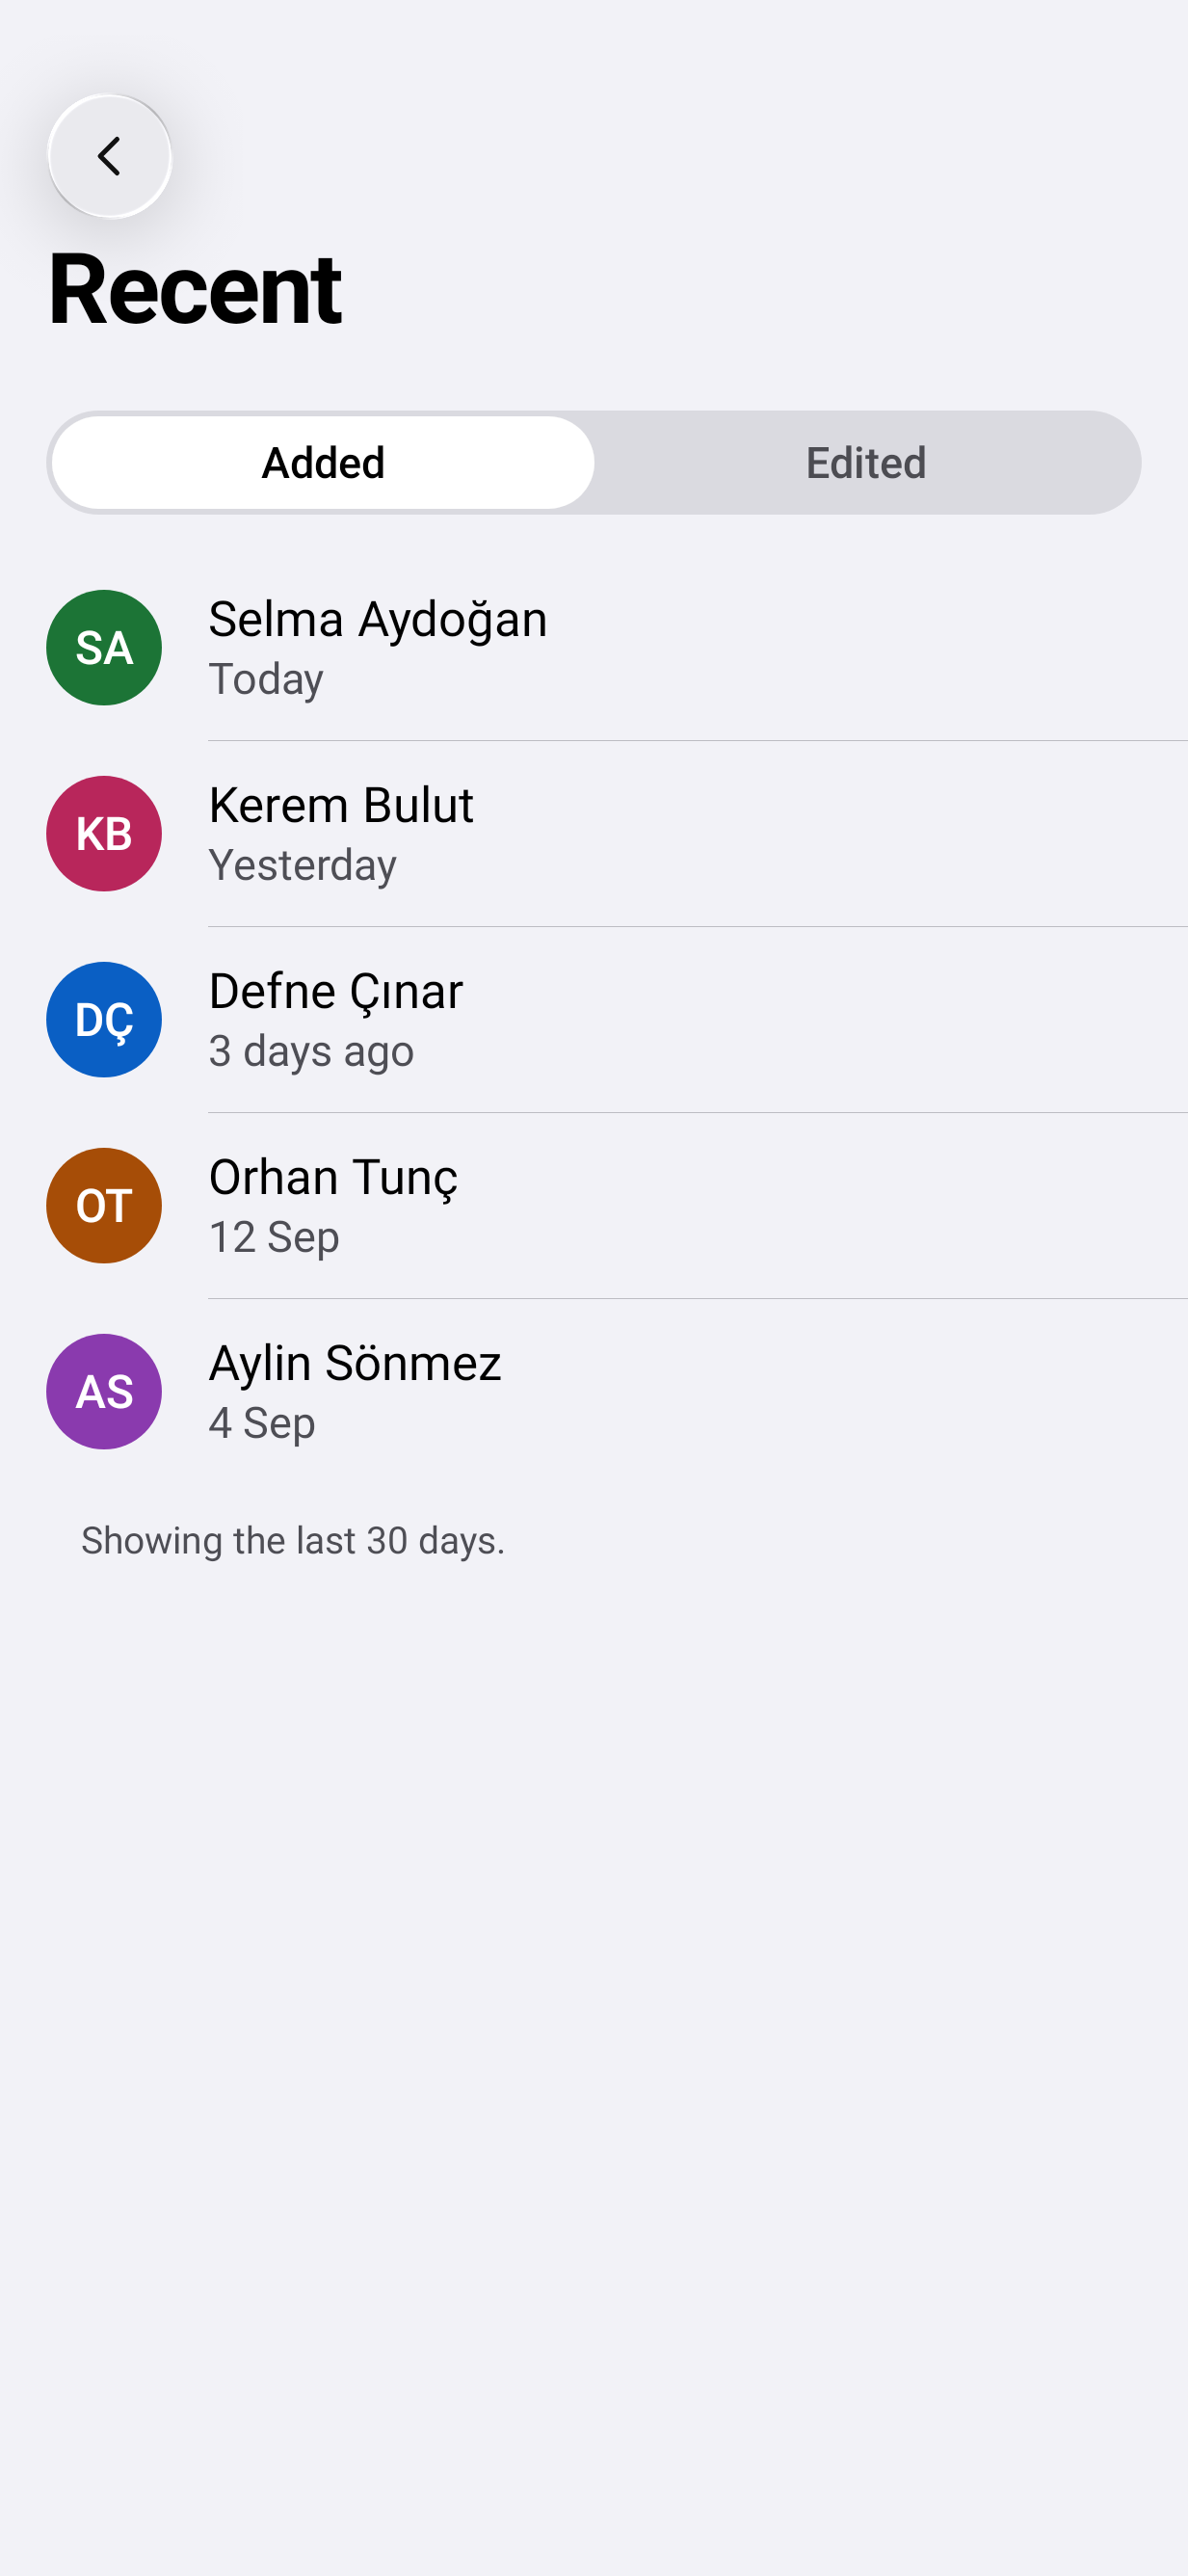 Recent
Added
Edited
SA
Selma Aydoğan
Today
KB
Kerem Bulut
Yesterday
DÇ
Defne Çınar
3 days ago
OT
Orhan Tunç
12 Sep
AS
Aylin Sönmez
4 Sep
Showing the last 30 days.